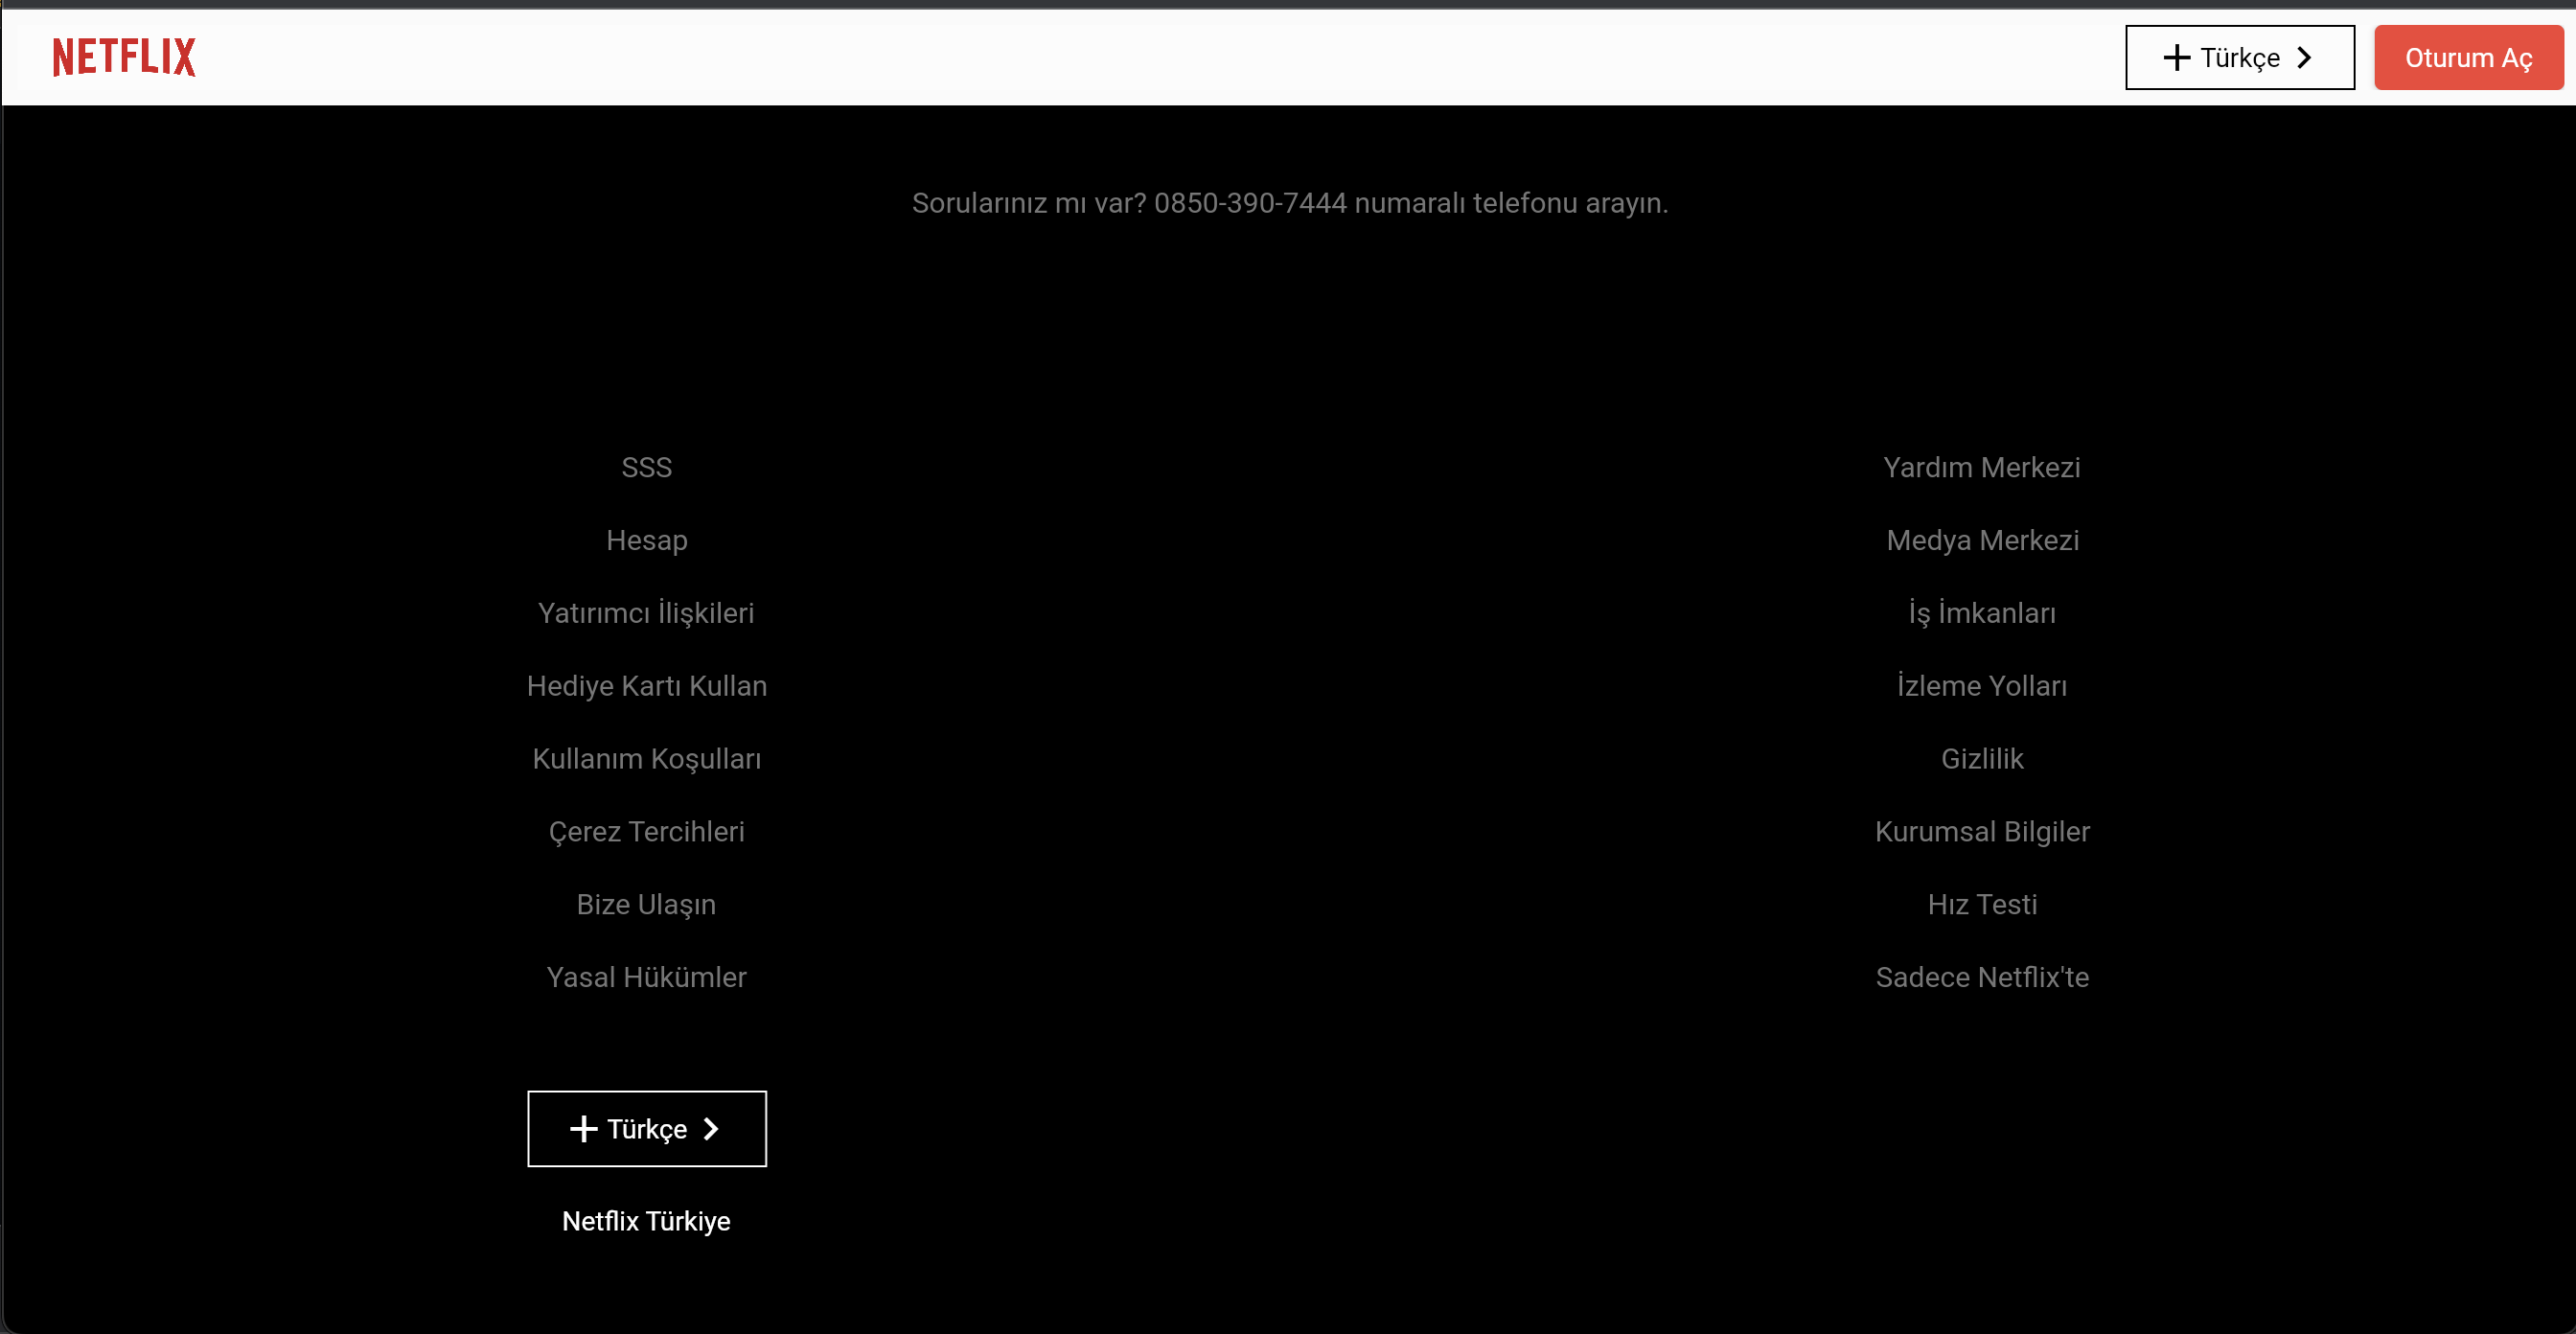 NETFLIX
Türkçe
Oturum Aç
Sorularınız mı var? 0850-390-7444 numaralı telefonu arayın.
SSS
Hesap
Yatırımcı İlişkileri
Hediye Kartı Kullan
Kullanım Koşulları
Çerez Tercihleri
Bize Ulaşın
Yasal Hükümler
Yardım Merkezi
Medya Merkezi
İş İmkanları
İzleme Yolları
Gizlilik
Kurumsal Bilgiler
Hız Testi
Sadece Netflix'te
Türkçe
Netflix Türkiye